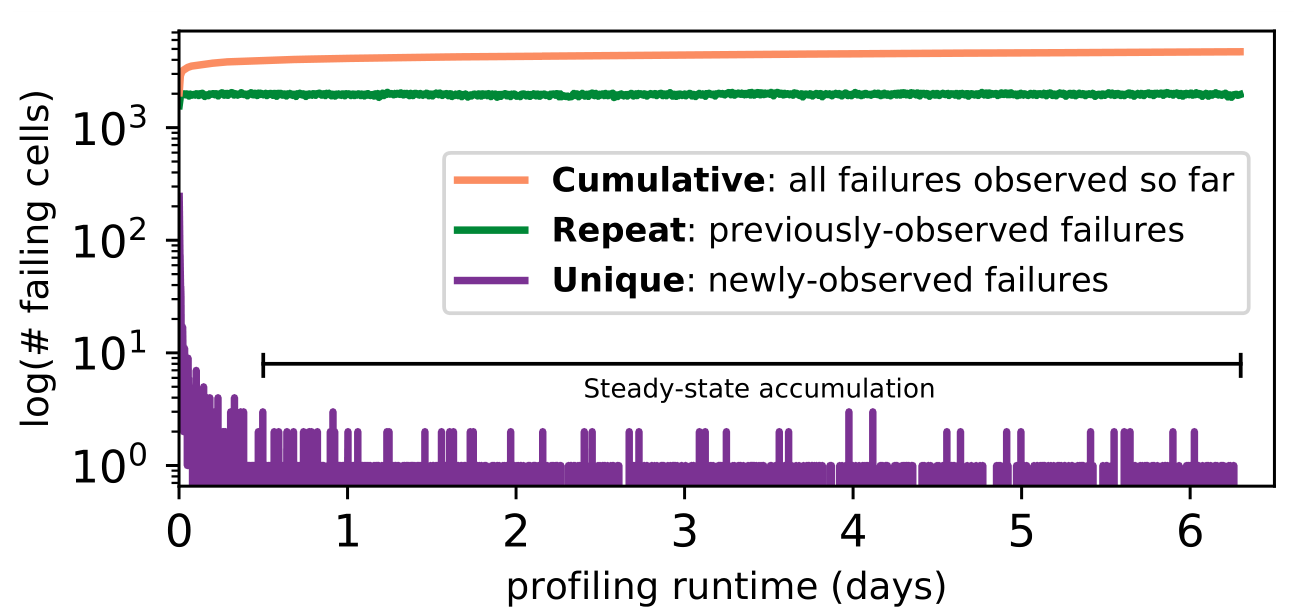 log(# failing cells)
10³
10²
10¹
10⁰
Cumulative: all failures observed so far
Repeat: previously-observed failures
Unique: newly-observed failures
Steady-state accumulation
0 1 2 3 4 5 6
profiling runtime (days)